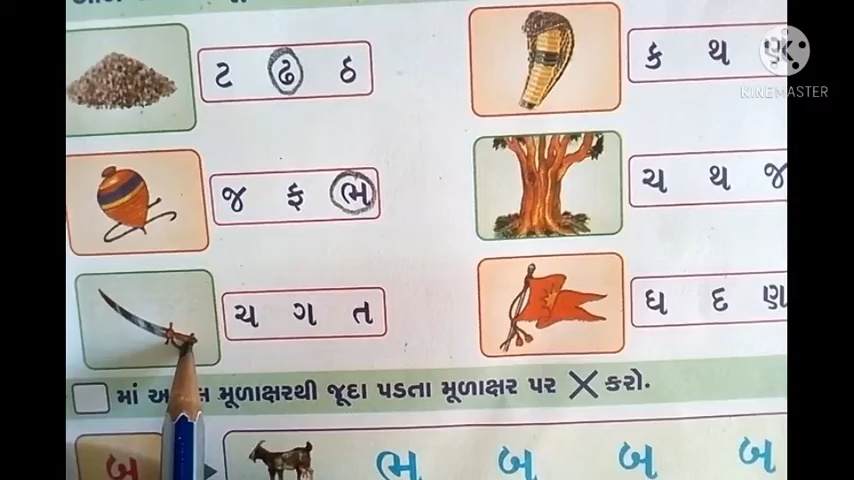 ટ ઢ ઠ
ક થ ણ
KINEMASTER
જ ફ ભ
ચ થ જ
ચ ગ ત
ધ દ ણ
માં મૂળાક્ષરથી જૂદા પડતા મૂળાક્ષર પર X કરો.
બ ભ બ બ બ